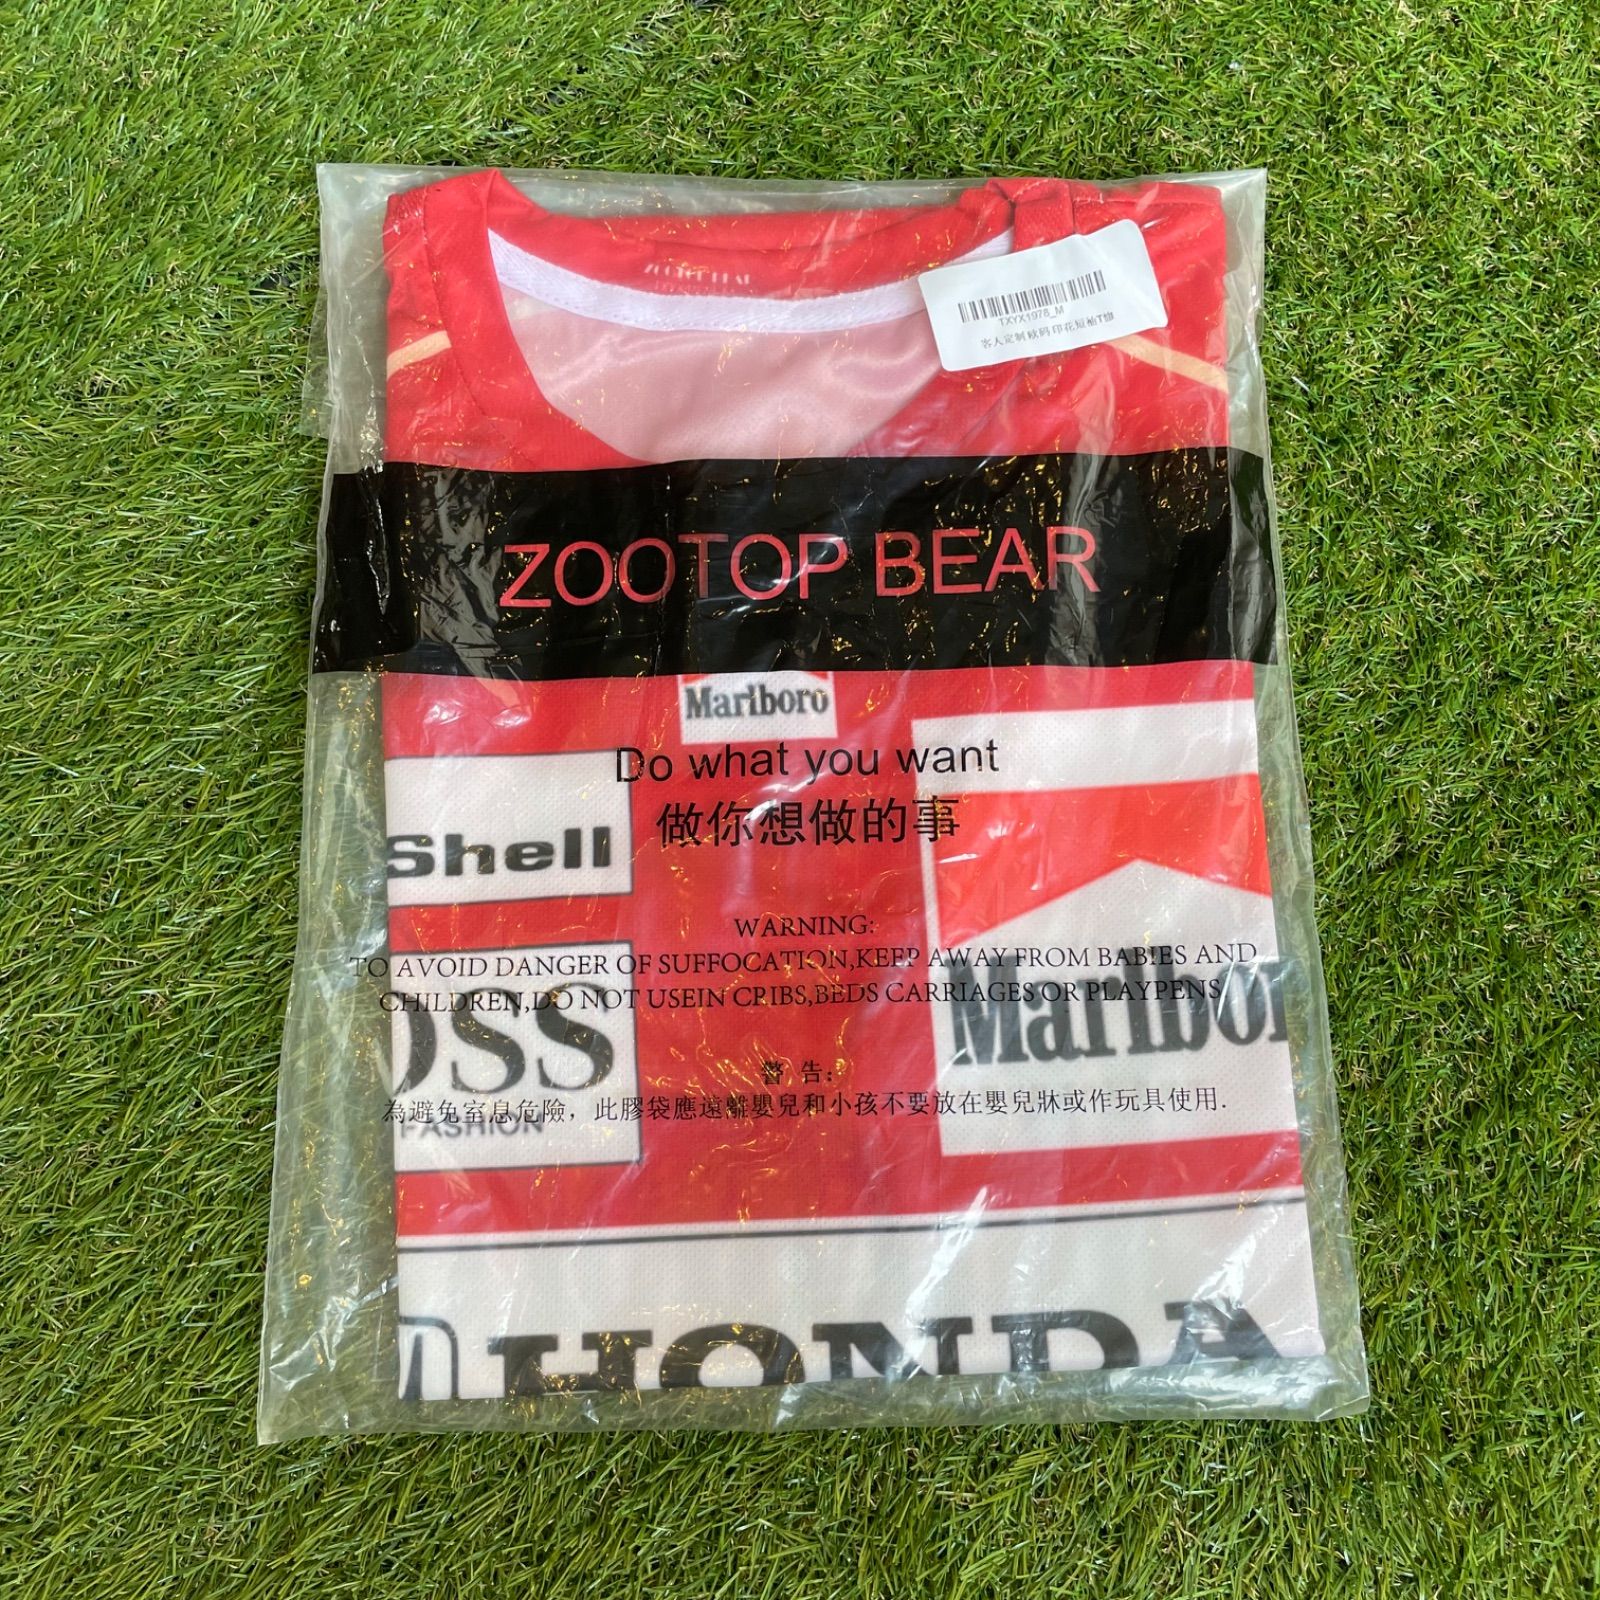 ZOOTOP BEAR
TXYX1978_M
客人定制 欧码 印花短袖T恤
ZOOTOP BEAR
Marlboro
Do what you want
做你想做的事
Shell
WARNING:
TO AVOID DANGER OF SUFFOCATION,KEEP AWAY FROM BABIES AND
CHILDREN,DO NOT USEIN CRIBS,BEDS CARRIAGES OR PLAYPENS
Marlboro
OSS
警 告:
為避免室息危險，此膠袋應遠離嬰兒和小孩不要放在嬰兒牀或作玩具使用.
FASHION
HONDA